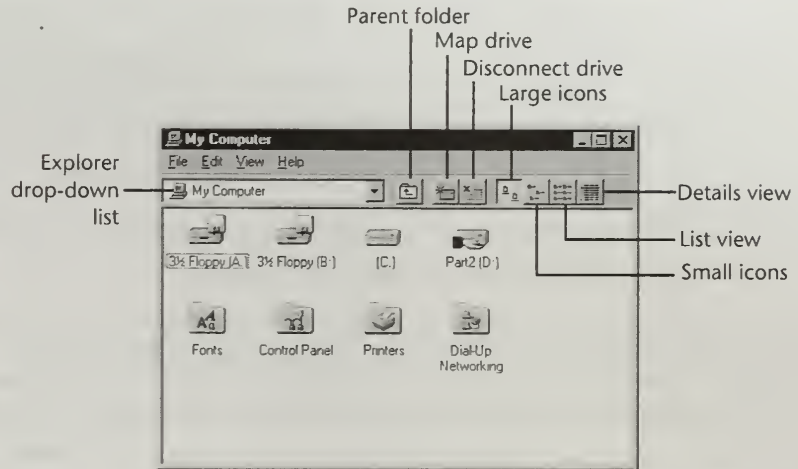 Parent folder
Map drive
Disconnect drive
Large icons
My Computer
File Edit View Help
Explorer
drop-down
list
My Computer
Details view
List view
Small icons
3½ Floppy (A:) 3½ Floppy (B:) (C:) Part2 (D:)
Fonts Control Panel Printers Dial-Up
Networking